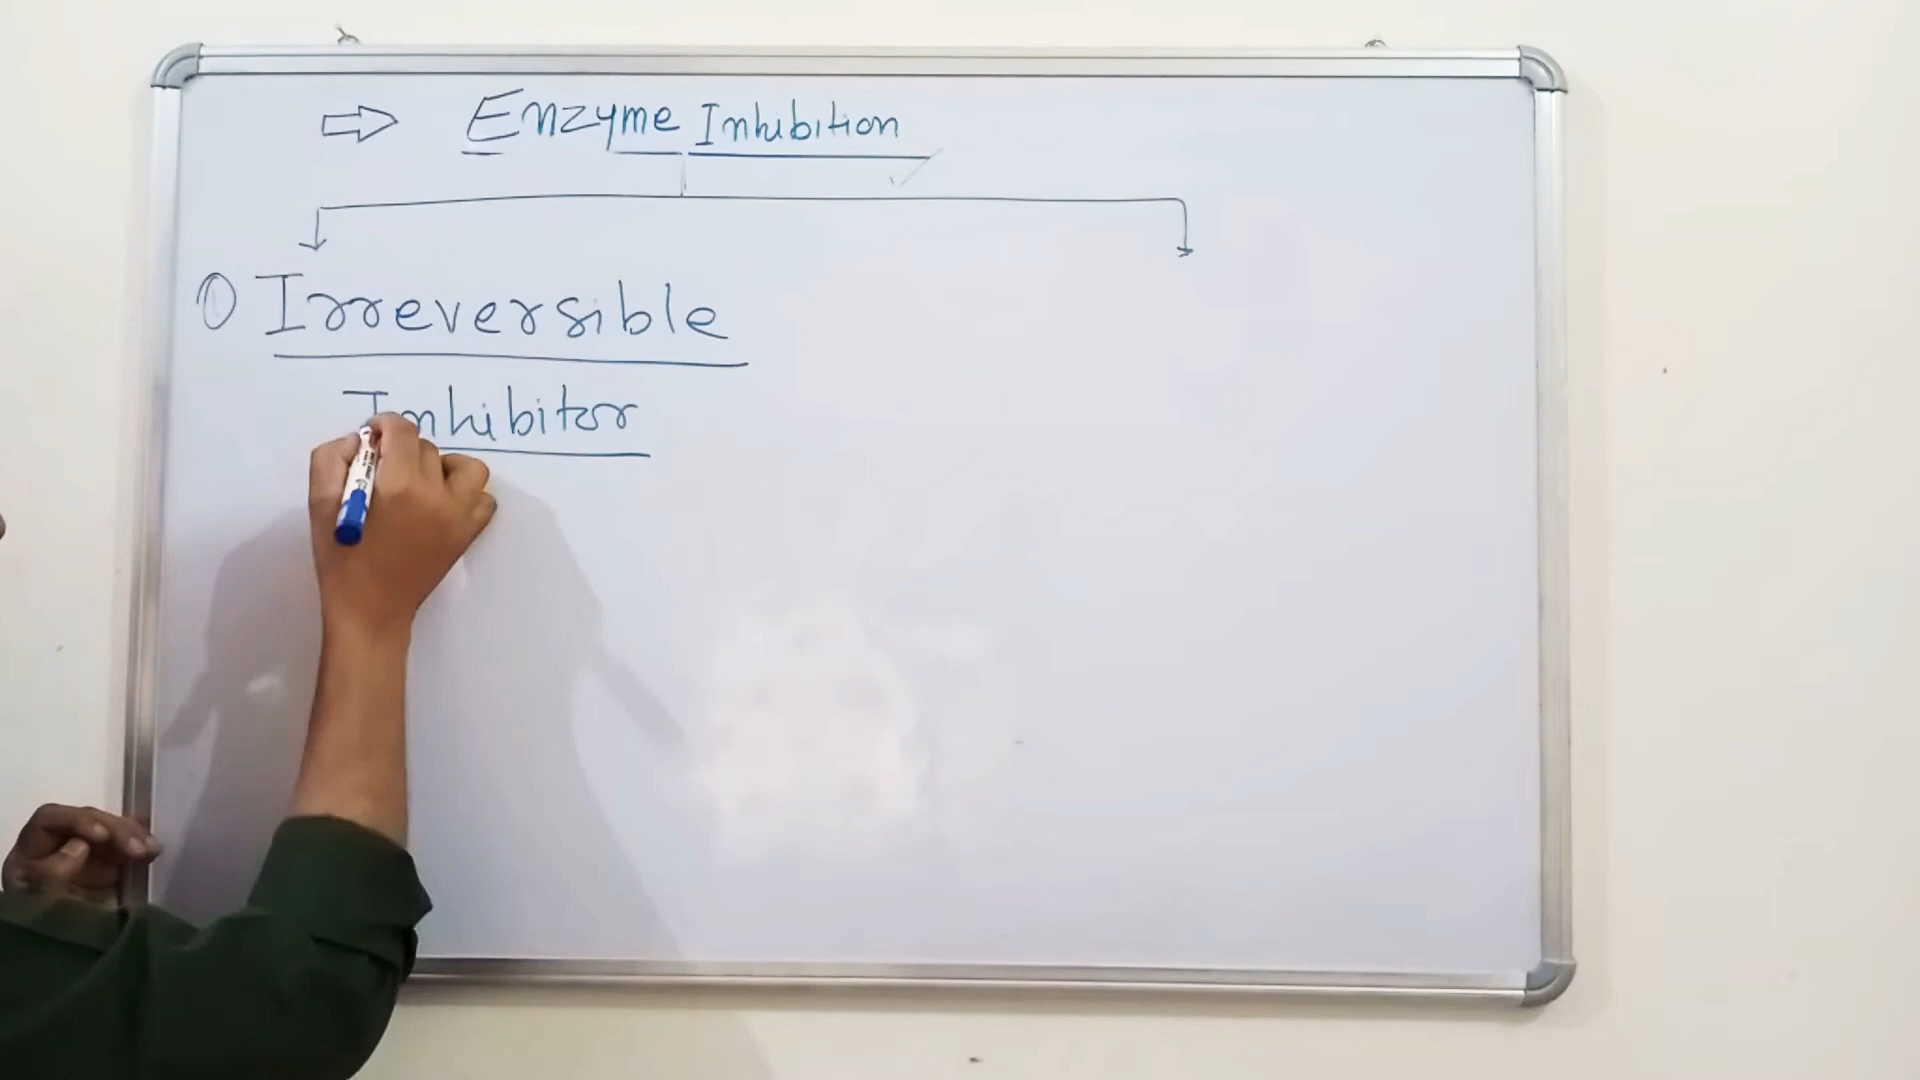 ⇨ Enzyme Inhibition
① Irreversible
Inhibitor